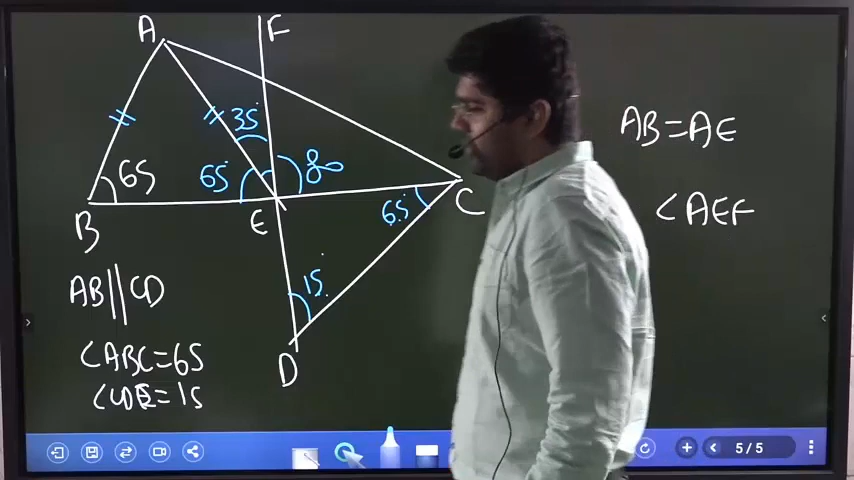 A
F
35°
65
65°
80
65°
B
E
C
15°
D
AB||CD
<ABC=65
<CDE=15
AB=AE
<AEF
5/5